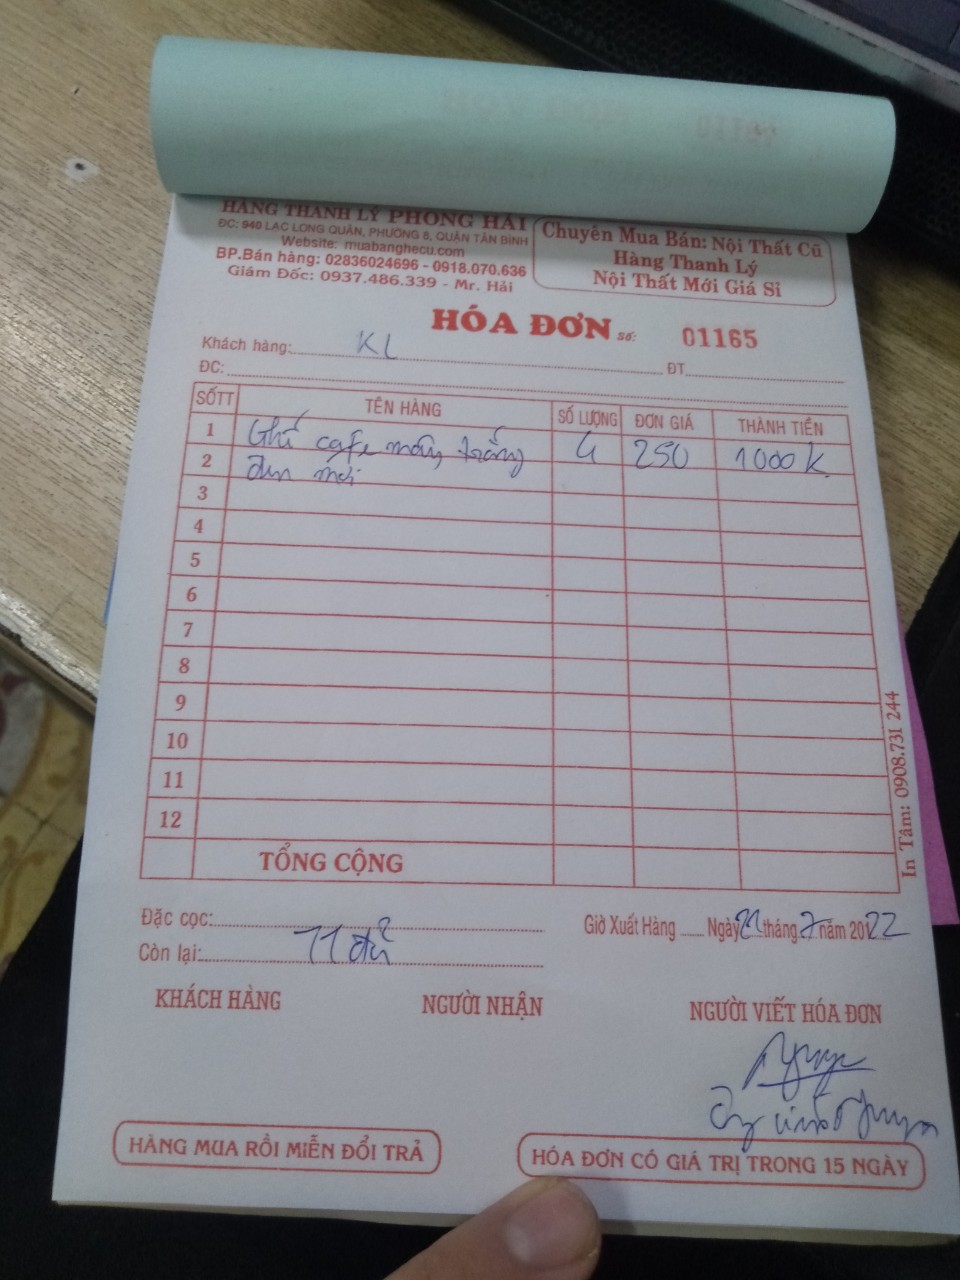 HÀNG THANH LÝ PHONG HẢI
ĐC: 940 LẠC LONG QUÂN, PHƯỜNG 8, QUẬN TÂN BÌNH
Website: muabanghecu.com
BP.Bán hàng: 02836024696 - 0918.070.636
Giám Đốc: 0937.486.339 - Mr. Hải
Chuyên Mua Bán: Nội Thất Cũ
Hàng Thanh Lý
Nội Thất Mới Giá Sỉ
HÓA ĐƠN Số: 01165
Khách hàng: KL ĐT
ĐC:
SỐTT TÊN HÀNG SỐ LƯỢNG ĐƠN GIÁ THÀNH TIỀN
1 Ghế cafe mây trắng 4 250 1000K
2 đen mới
3
4
5
6
7
8
9
10
11
12
TỔNG CỘNG
In Tâm: 0908.731 244
Đặc cọc:
Giờ Xuất Hàng Ngày 21 tháng 7 năm 2022
Còn lại: TT đủ
KHÁCH HÀNG NGƯỜI NHẬN NGƯỜI VIẾT HÓA ĐƠN
HÀNG MUA RỒI MIỄN ĐỔI TRẢ
HÓA ĐƠN CÓ GIÁ TRỊ TRONG 15 NGÀY